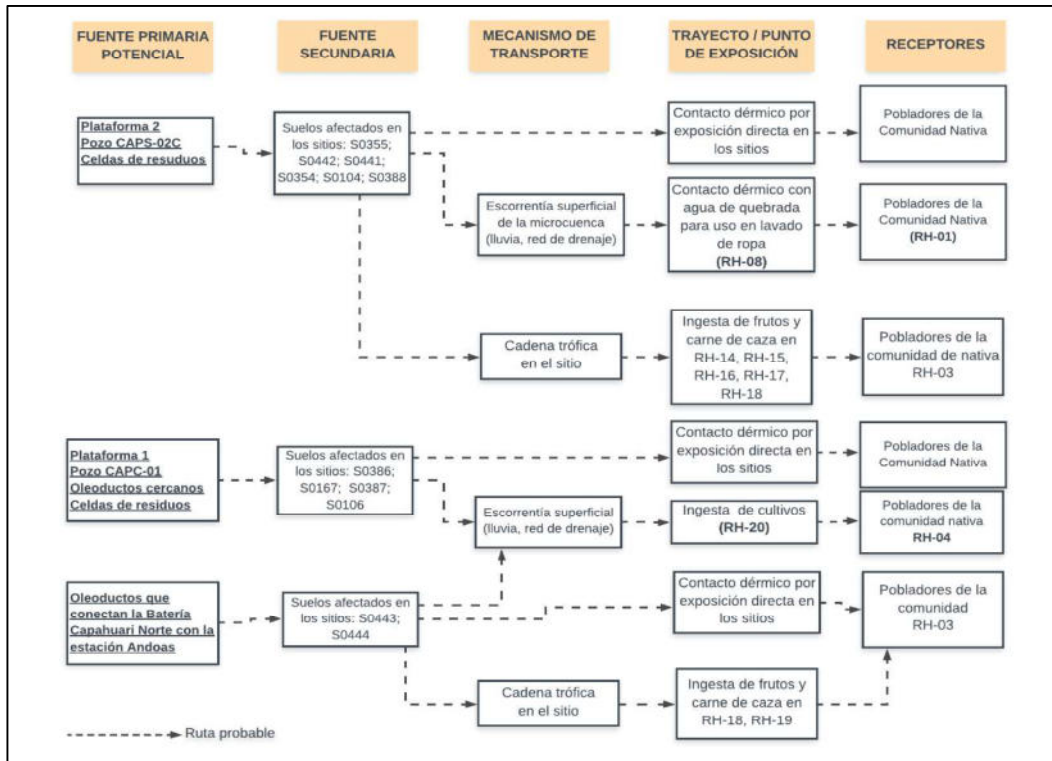 FUENTE PRIMARIA
POTENCIAL
FUENTE
SECUNDARIA
MECANISMO DE
TRANSPORTE
TRAYECTO / PUNTO
DE EXPOSICIÓN
RECEPTORES
Plataforma 2
Pozo CAPS-02C
Celdas de resuduos
Suelos afectados en
los sitios: S0355;
S0442; S0441;
S0354; S0104; S0388
Contacto dérmico por
exposición directa en
los sitios
Pobladores de la
Comunidad Nativa
Escorrentía superficial
de la microcuenca
(lluvia, red de drenaje)
Contacto dérmico con
agua de quebrada
para uso en lavado
de ropa
(RH-08)
Pobladores de la
Comunidad Nativa
(RH-01)
Cadena trófica
en el sitio
Ingesta de frutos y
carne de caza en
RH-14, RH-15,
RH-16, RH-17,
RH-18
Pobladores de la
comunidad de nativa
RH-03
Plataforma 1
Pozo CAPC-01
Oleoductos cercanos
Celdas de residuos
Suelos afectados en
los sitios: S0386;
S0167; S0387;
S0106
Contacto dérmico por
exposición directa en
los sitios
Pobladores de la
Comunidad Nativa
Escorrentía superficial
(lluvia, red de drenaje)
Ingesta de cultivos
(RH-20)
Pobladores de la
comunidad nativa
RH-04
Oleoductos que
conectan la Batería
Capahuari Norte con la
estación Andoas
Suelos afectados en
los sitios: S0443;
S0444
Contacto dérmico por
exposición directa en
los sitios
Pobladores de la
comunidad
RH-03
Cadena trófica
en el sitio
Ingesta de frutos y
carne de caza en
RH-18, RH-19
Ruta probable